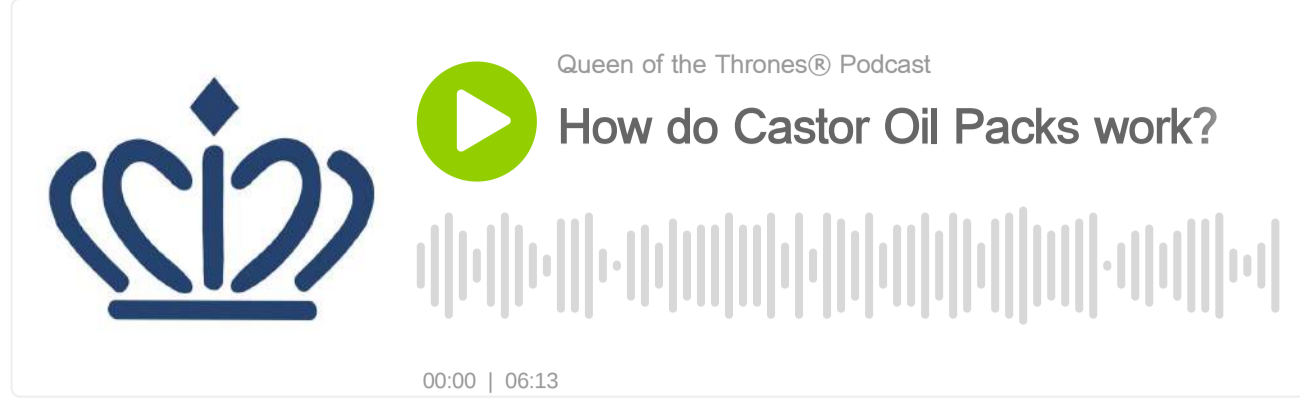 Queen of the Thrones® Podcast
How do Castor Oil Packs work?
00:00 | 06:13